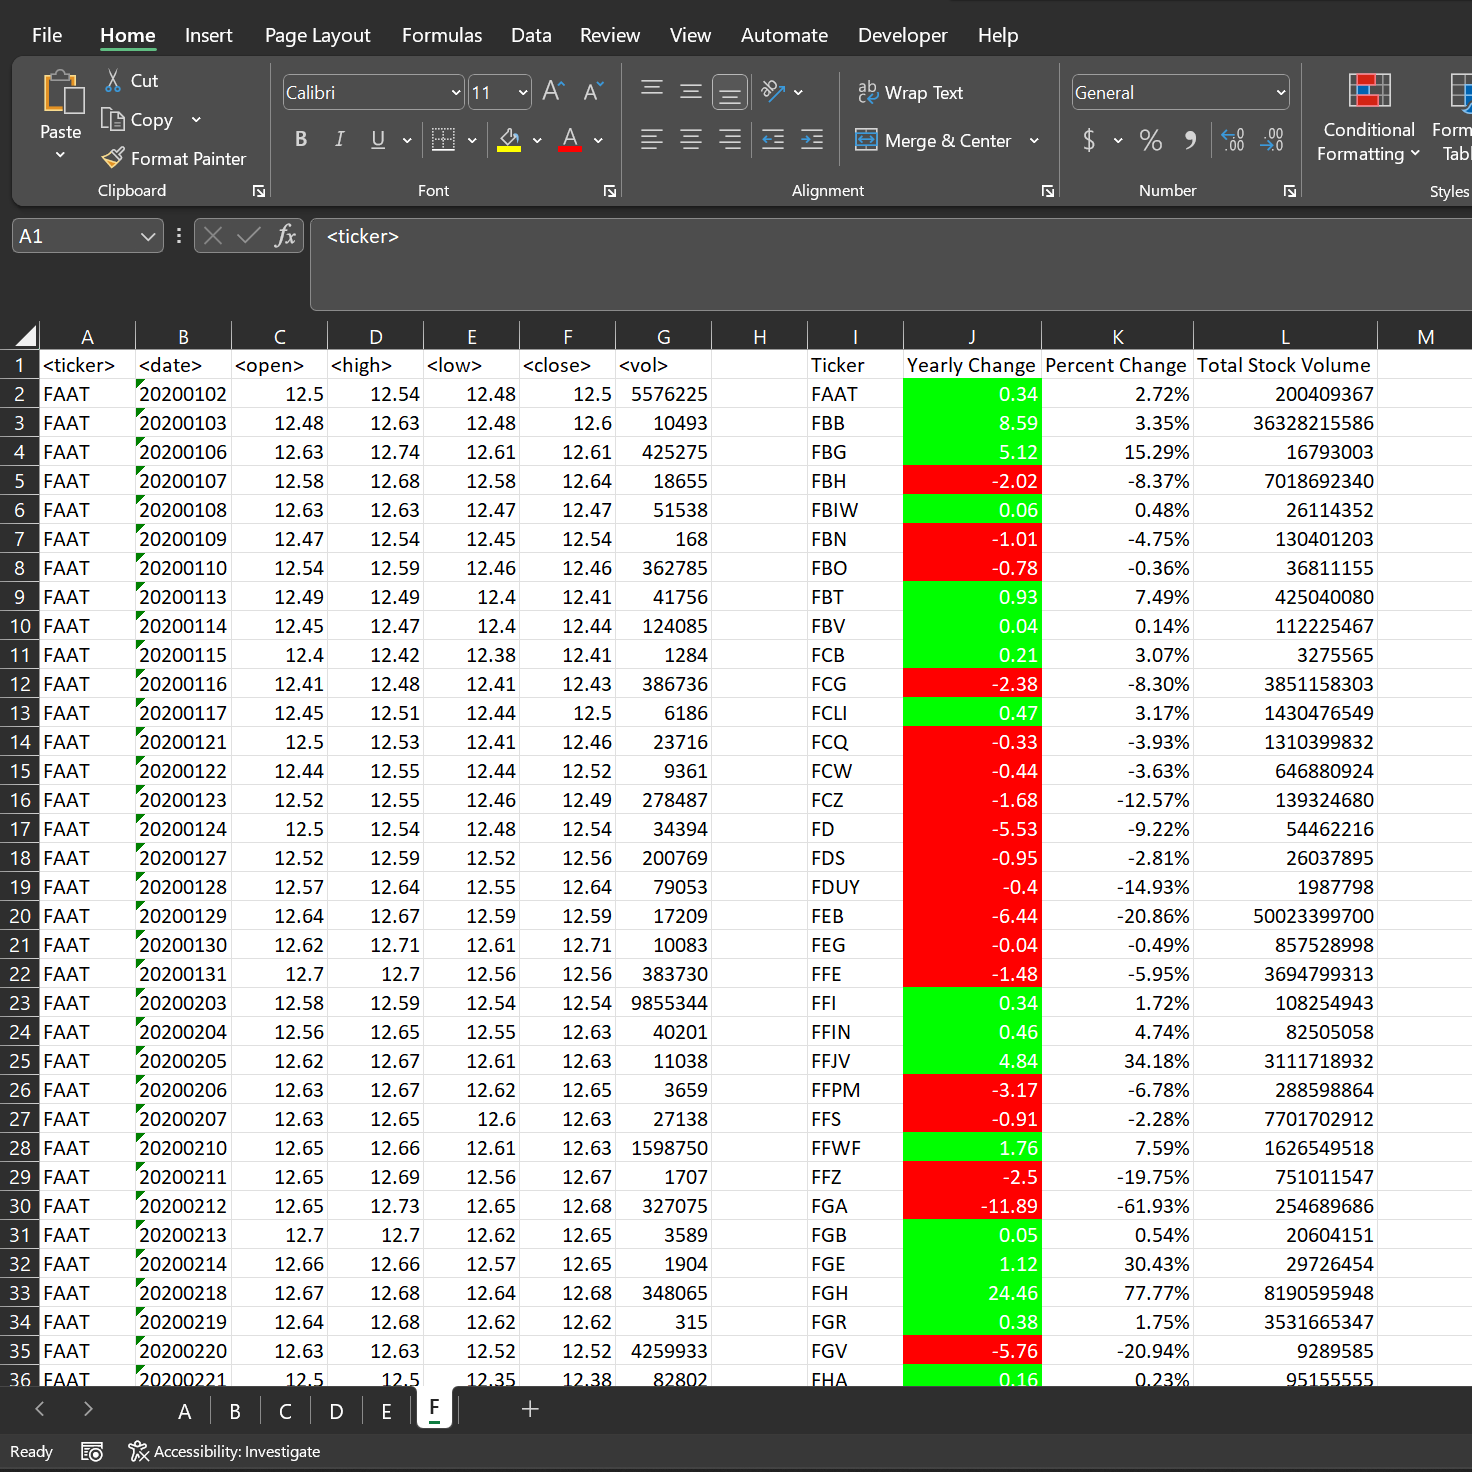 File Home Insert Page Layout Formulas Data Review View Automate Developer Help
Paste
Cut
Copy
Format Painter
Clipboard
Calibri 11
B I U A
Font
ab Wrap Text
Merge & Center
Alignment
General
$ % 9 .00 .00
Number
Conditional Formatting
Styles
A1 fx <ticker>
A B C D E F G H I J K L M
1 <ticker> <date> <open> <high> <low> <close> <vol> Ticker Yearly Change Percent Change Total Stock Volume
2 FAAT 20200102 12.5 12.54 12.48 12.5 5576225 FAAT 0.34 2.72% 200409367
3 FAAT 20200103 12.48 12.63 12.48 12.6 10493 FBB 8.59 3.35% 36328215586
4 FAAT 20200106 12.63 12.74 12.61 12.61 425275 FBG 5.12 15.29% 16793003
5 FAAT 20200107 12.58 12.68 12.58 12.64 18655 FBH -2.02 -8.37% 7018692340
6 FAAT 20200108 12.63 12.63 12.47 12.47 51538 FBIW 0.06 0.48% 26114352
7 FAAT 20200109 12.47 12.54 12.45 12.54 168 FBN -1.01 -4.75% 130401203
8 FAAT 20200110 12.54 12.59 12.46 12.46 362785 FBO -0.78 -0.36% 36811155
9 FAAT 20200113 12.49 12.49 12.4 12.41 41756 FBT 0.93 7.49% 425040080
10 FAAT 20200114 12.45 12.47 12.4 12.44 124085 FBV 0.04 0.14% 112225467
11 FAAT 20200115 12.4 12.42 12.38 12.41 1284 FCB 0.21 3.07% 3275565
12 FAAT 20200116 12.41 12.48 12.41 12.43 386736 FCG -2.38 -8.30% 3851158303
13 FAAT 20200117 12.45 12.51 12.44 12.5 6186 FCLI 0.47 3.17% 1430476549
14 FAAT 20200121 12.5 12.53 12.41 12.46 23716 FCQ -0.33 -3.93% 1310399832
15 FAAT 20200122 12.44 12.55 12.44 12.52 9361 FCW -0.44 -3.63% 646880924
16 FAAT 20200123 12.52 12.55 12.46 12.49 278487 FCZ -1.68 -12.57% 139324680
17 FAAT 20200124 12.5 12.54 12.48 12.54 34394 FD -5.53 -9.22% 54462216
18 FAAT 20200127 12.52 12.59 12.52 12.56 200769 FDS -0.95 -2.81% 26037895
19 FAAT 20200128 12.57 12.64 12.55 12.64 79053 FDUY -0.4 -14.93% 1987798
20 FAAT 20200129 12.64 12.67 12.59 12.59 17209 FEB -6.44 -20.86% 50023399700
21 FAAT 20200130 12.62 12.71 12.61 12.71 10083 FEG -0.04 -0.49% 857528998
22 FAAT 20200131 12.7 12.7 12.56 12.56 383730 FFE -1.48 -5.95% 3694799313
23 FAAT 20200203 12.58 12.59 12.54 12.54 9855344 FFI 0.34 1.72% 108254943
24 FAAT 20200204 12.56 12.65 12.55 12.63 40201 FFIN 0.46 4.74% 82505058
25 FAAT 20200205 12.62 12.67 12.61 12.63 11038 FFJV 4.84 34.18% 3111718932
26 FAAT 20200206 12.63 12.67 12.62 12.65 3659 FFPM -3.17 -6.78% 288598864
27 FAAT 20200207 12.63 12.65 12.6 12.63 27138 FFS -0.91 -2.28% 7701702912
28 FAAT 20200210 12.65 12.66 12.61 12.63 1598750 FFWF 1.76 7.59% 1626549518
29 FAAT 20200211 12.65 12.69 12.56 12.67 1707 FFZ -2.5 -19.75% 751011547
30 FAAT 20200212 12.65 12.73 12.65 12.68 327075 FGA -11.89 -61.93% 254689686
31 FAAT 20200213 12.7 12.7 12.62 12.65 3589 FGB 0.05 0.54% 20604151
32 FAAT 20200214 12.66 12.66 12.57 12.65 1904 FGE 1.12 30.43% 29726454
33 FAAT 20200218 12.67 12.68 12.64 12.68 348065 FGH 24.46 77.77% 8190595948
34 FAAT 20200219 12.64 12.68 12.62 12.62 315 FGR 0.38 1.75% 3531665347
35 FAAT 20200220 12.63 12.63 12.52 12.52 4259933 FGV -5.76 -20.94% 9289585
36 FAAT 20200221 12.5 12.5 12.35 12.38 82802 FHA 0.16 0.23% 95155555
A B C D E F
Ready Accessibility: Investigate